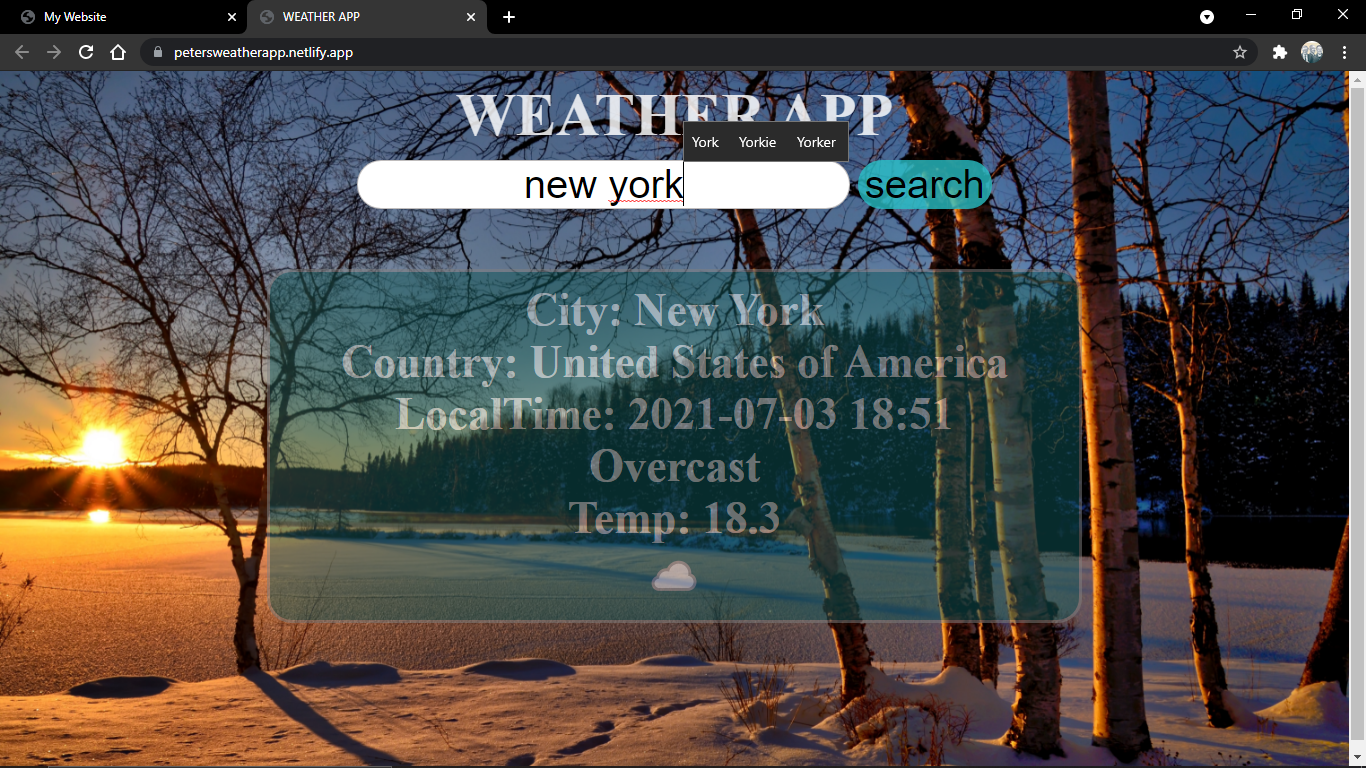 My Website
WEATHER APP
petersweatherapp.netlify.app
WEATHER APP
York Yorkie Yorker
new york
search
City: New York
Country: United States of America
LocalTime: 2021-07-03 18:51
Overcast
Temp: 18.3